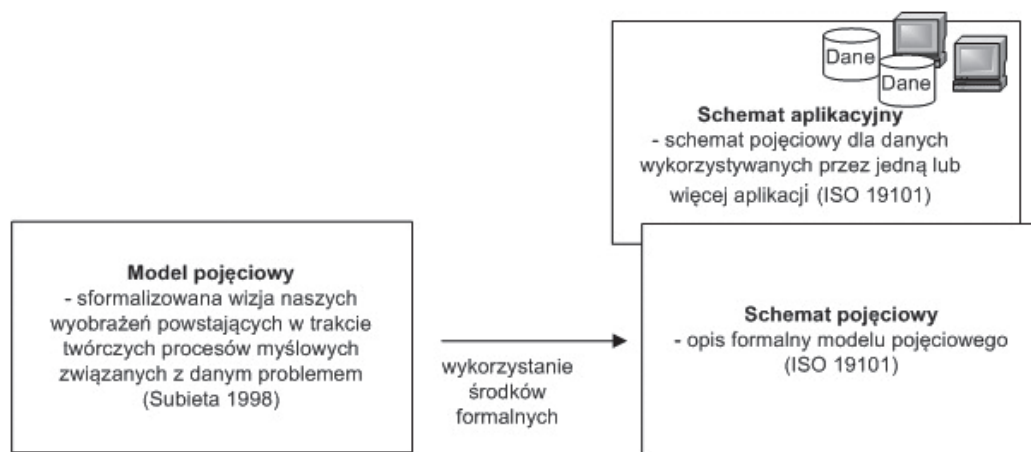 Dane
Dane
Schemat aplikacyjny
- schemat pojęciowy dla danych
wykorzystywanych przez jedną lub
więcej aplikacji (ISO 19101)
Model pojęciowy
- sformalizowana wizja naszych
wyobrażeń powstających w trakcie
twórczych procesów myślowych
związanych z danym problemem
(Subieta 1998)
wykorzystanie
środków
formalnych
Schemat pojęciowy
- opis formalny modelu pojęciowego
(ISO 19101)